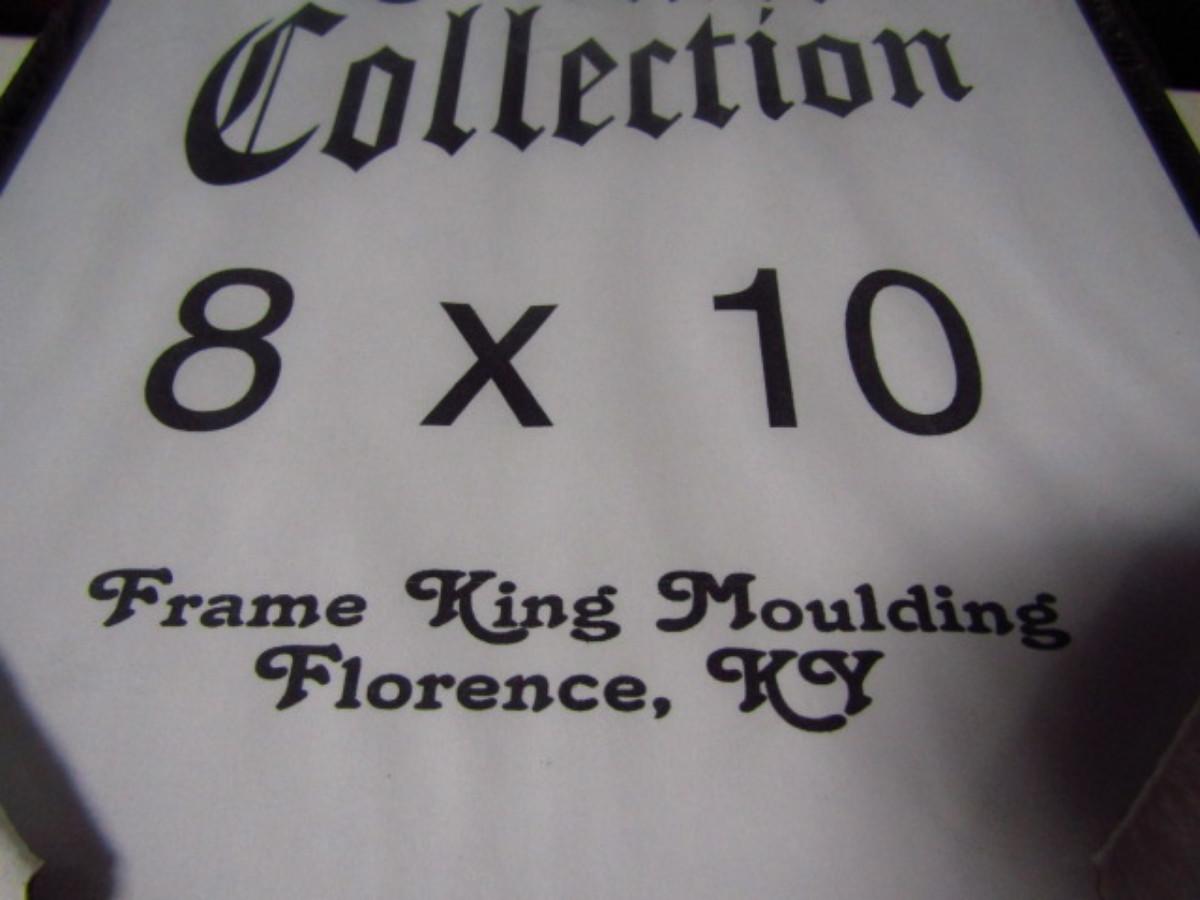 Collection
8 x 10
Frame King Moulding
Florence, KY